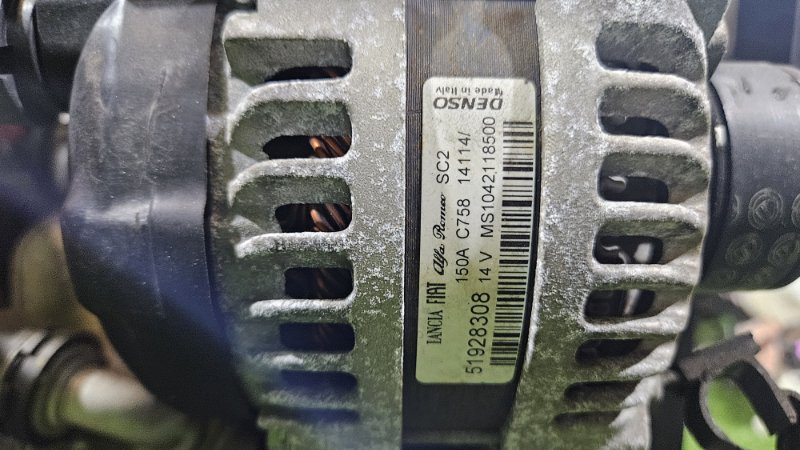 DENSO
Made in Italy
LANCIA FIAT Alfa Romeo SC2
150A C758 14114/
51928308 14 V MS1042118500